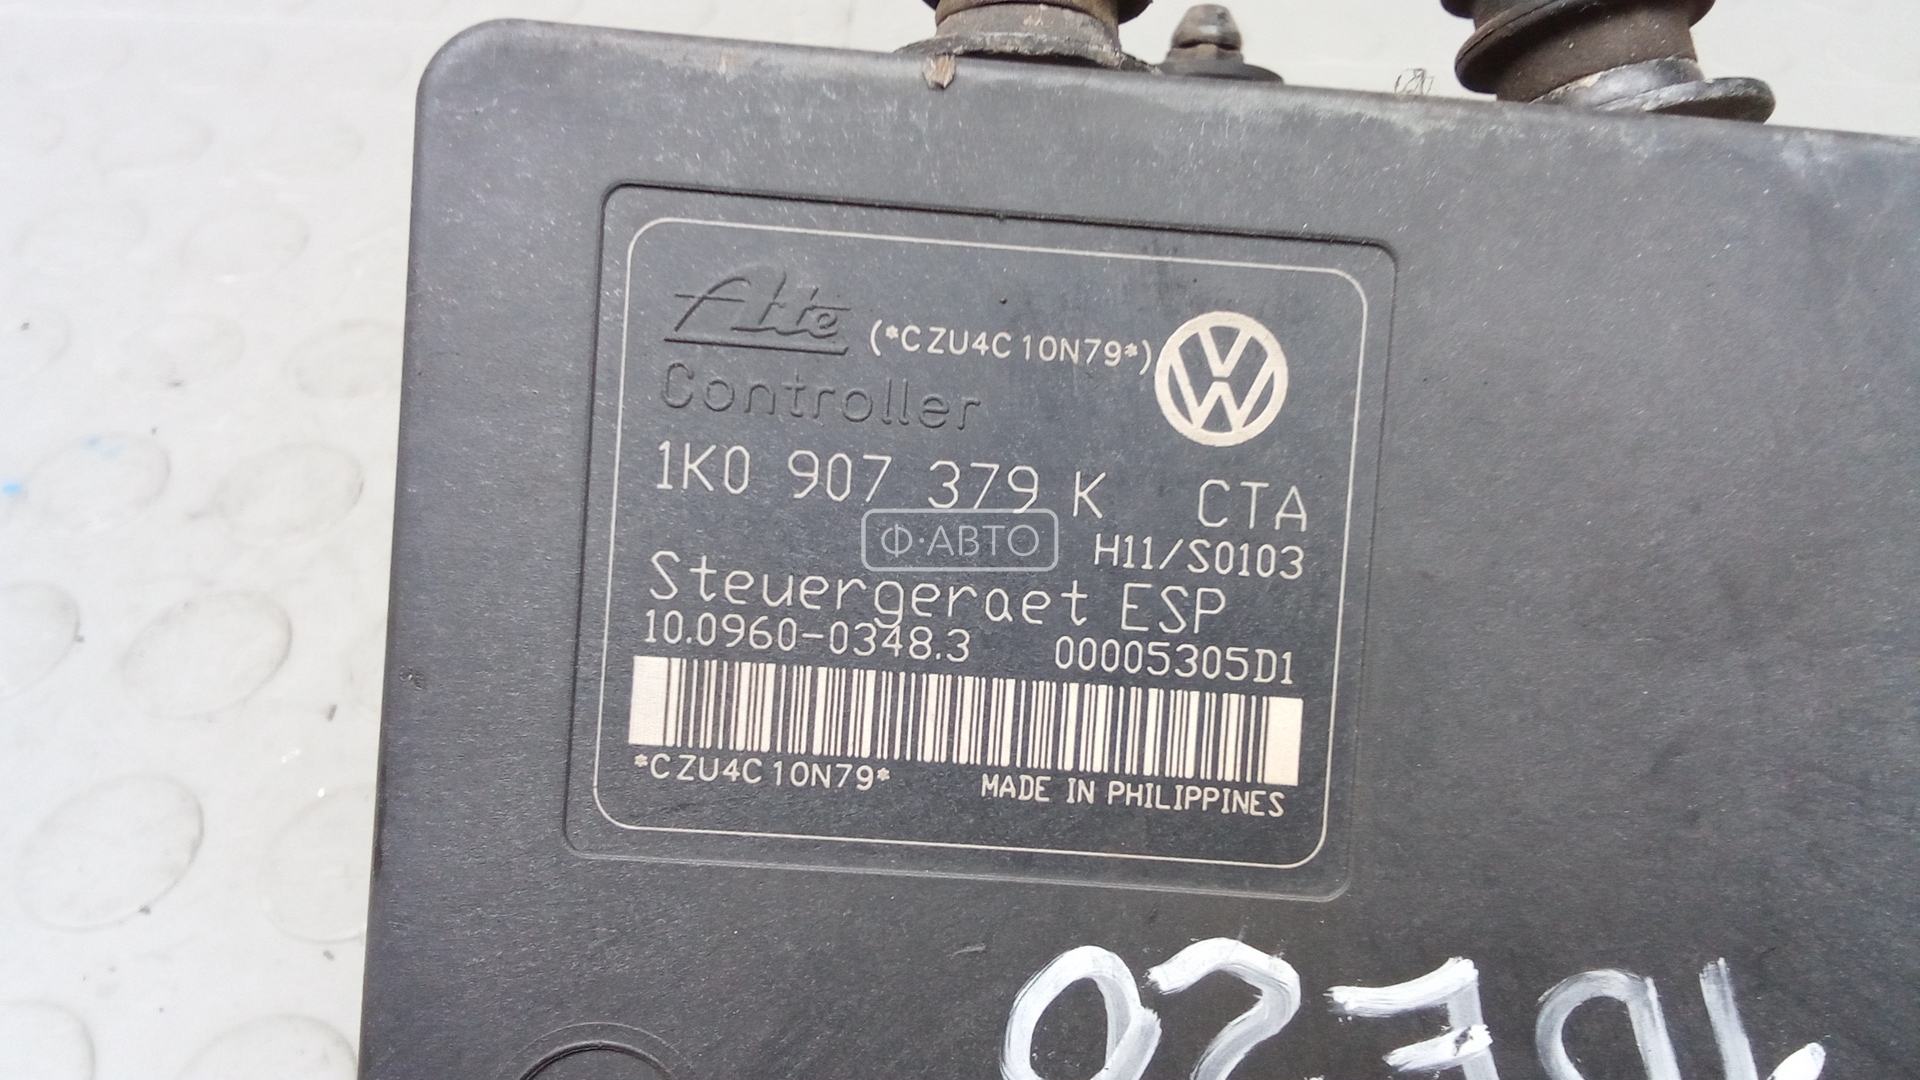 Ate (*CZU4C10N79*)
Controller
1K0 907 379 K CTA
Ф·АВТО
H11/S0103
Steuergeraet ESP
10.0960-0348.3 00005305D1
*CZU4C10N79* MADE IN PHILIPPINES